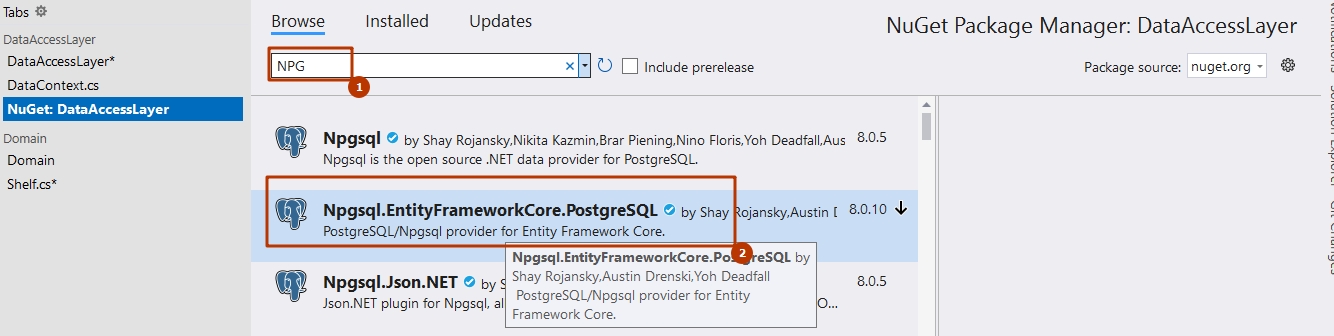 Tabs
Browse Installed Updates
NuGet Package Manager: DataAccessLayer
DataAccessLayer
DataAccessLayer*
DataContext.cs
NuGet: DataAccessLayer
Domain
Domain
Shelf.cs*
NPG
1
Include prerelease
Package source: nuget.org
Npgsql by Shay Rojansky,Nikita Kazmin,Brar Piening,Nino Floris,Yoh Deadfall,Aus 8.0.5
Npgsql is the open source .NET data provider for PostgreSQL.
Npgsql.EntityFrameworkCore.PostgreSQL by Shay Rojansky,Austin D 8.0.10
PostgreSQL/Npgsql provider for Entity Framework Core.
2
Npgsql.EntityFrameworkCore.PostgreSQL by
Shay Rojansky,Austin Drenski,Yoh Deadfall
PostgreSQL/Npgsql provider for Entity
Framework Core.
Npgsql.Json.NET by S 8.0.5
Json.NET plugin for Npgsql, al O...
Solution Explorer
Git Changes